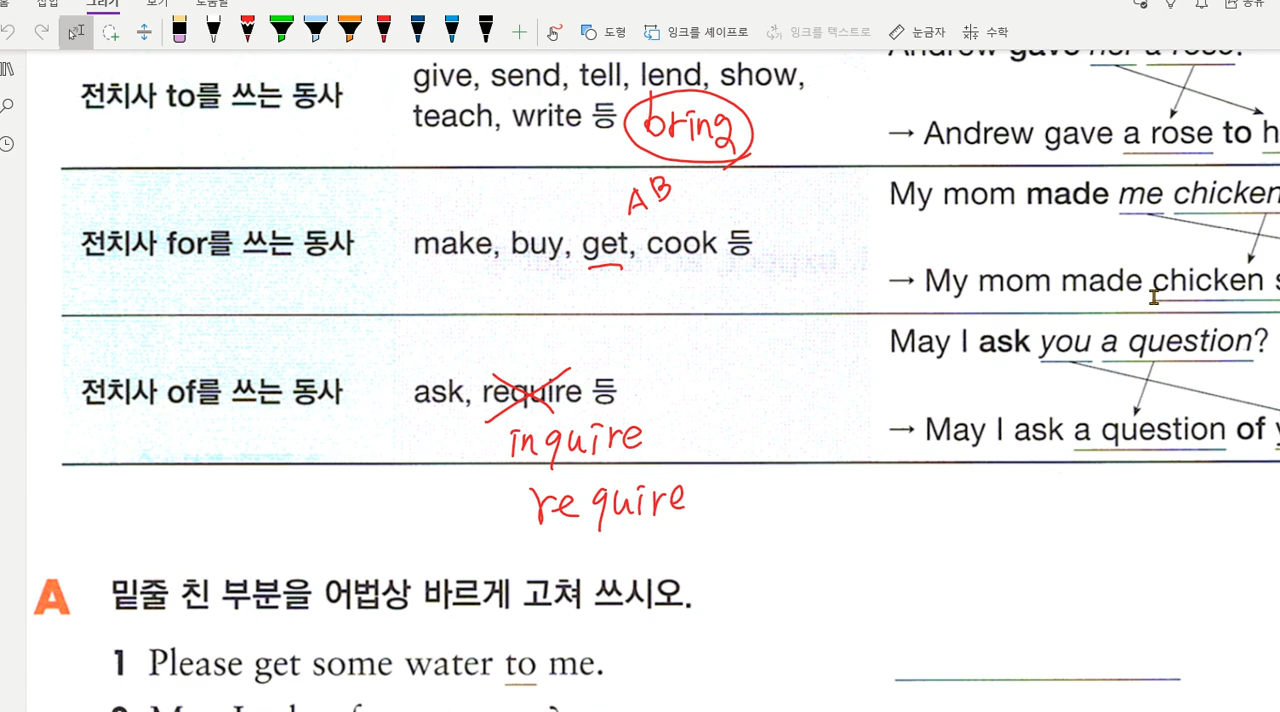 홈 삽입 그리기 보기 도움말 공유
도형 잉크를 셰이프로 잉크를 텍스트로 눈금자 수학
Andrew gave her a rose.
전치사 to를 쓰는 동사
give, send, tell, lend, show,
teach, write 등 bring
→ Andrew gave a rose to h
AB
My mom made me chicken
전치사 for를 쓰는 동사
make, buy, get, cook 등
→ My mom made chicken s
May I ask you a question?
전치사 of를 쓰는 동사
ask, require 등
inquire
→ May I ask a question of y
require
A 밑줄 친 부분을 어법상 바르게 고쳐 쓰시오.
1 Please get some water to me.